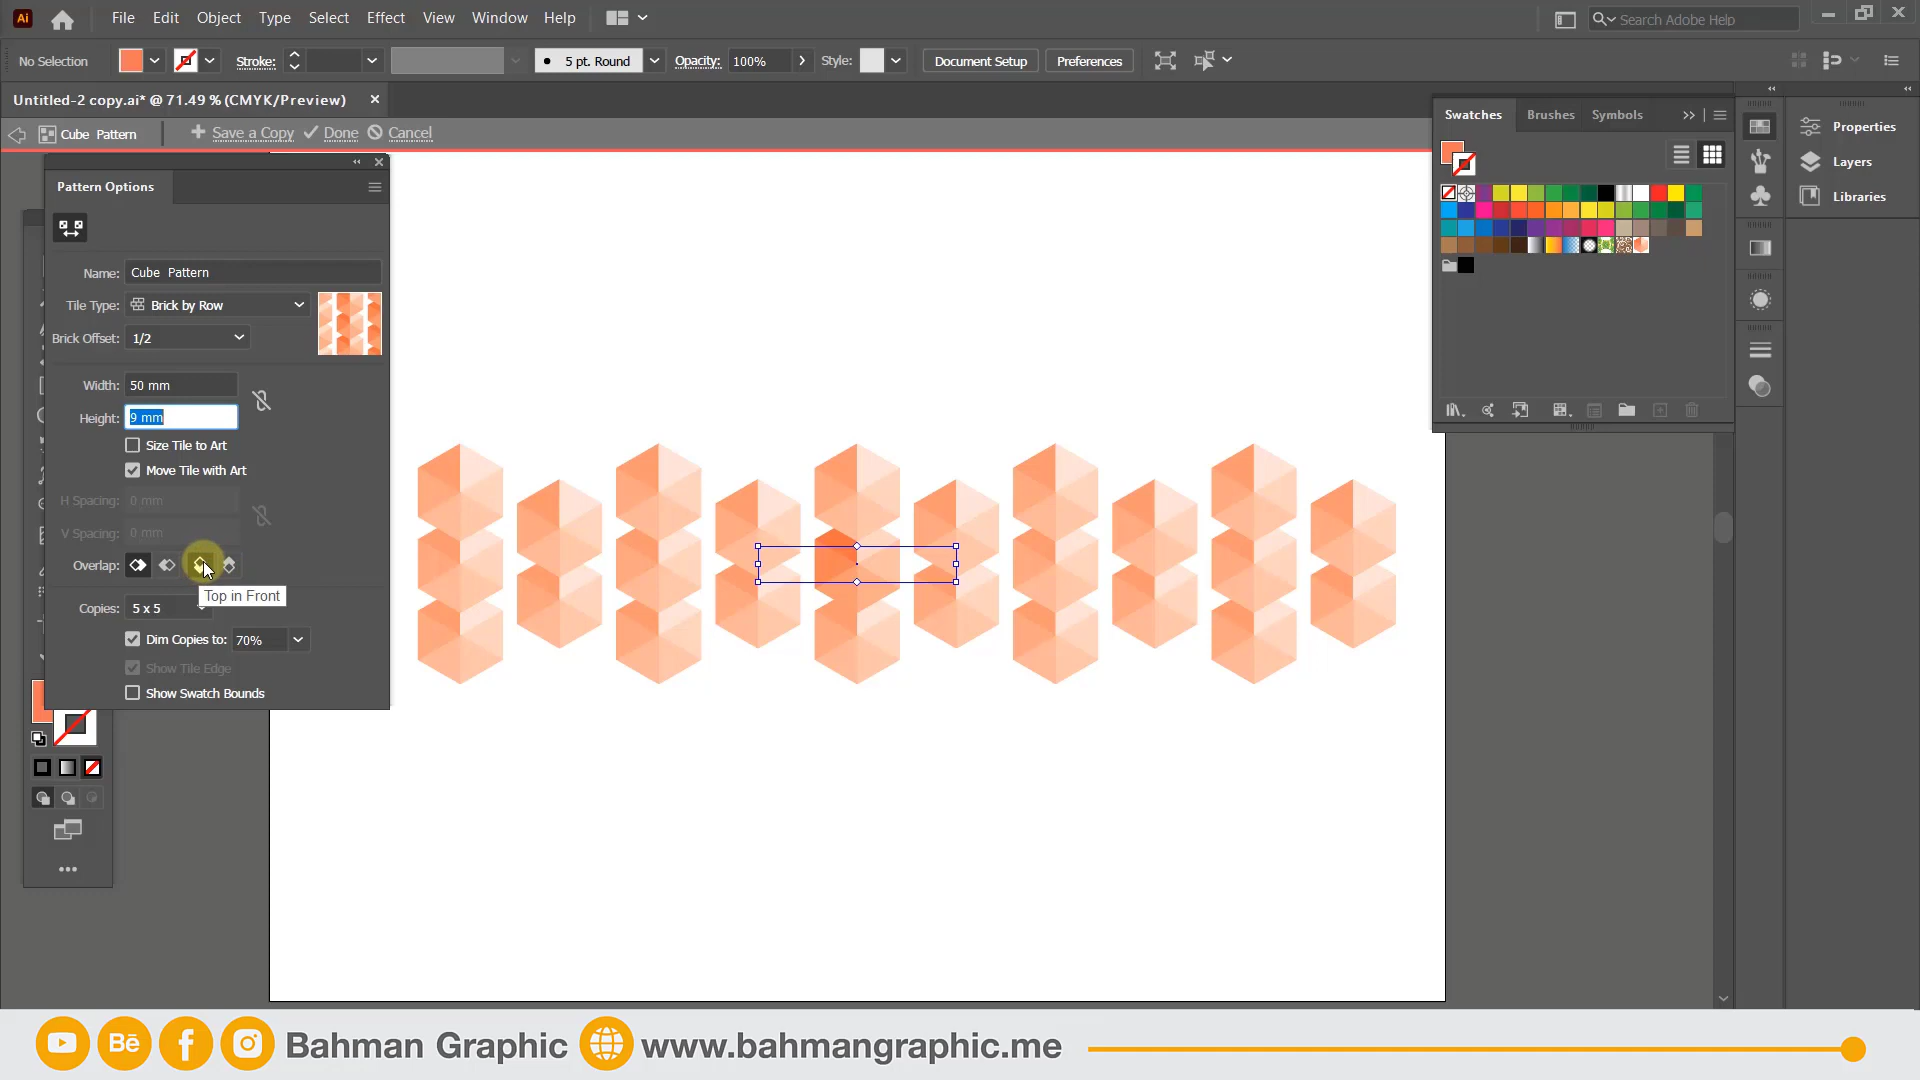 Ai
File Edit Object Type Select Effect View Window Help
Search Adobe Help
No Selection
Stroke:
5 pt. Round
Opacity: 100%
Style:
Document Setup
Preferences
Untitled-2 copy.ai* @ 71.49 % (CMYK/Preview) ×
Cube Pattern
Save a Copy
Done
Cancel
Pattern Options
Name: Cube Pattern
Tile Type: Brick by Row
Brick Offset: 1/2
Width: 50 mm
Height: 9 mm
Size Tile to Art
Move Tile with Art
H Spacing: 0 mm
V Spacing: 0 mm
Overlap:
Top in Front
Copies: 5 x 5
Dim Copies to: 70%
Show Tile Edge
Show Swatch Bounds
Swatches Brushes Symbols
Properties
Layers
Libraries
Bē
Bahman Graphic
www.bahmangraphic.me